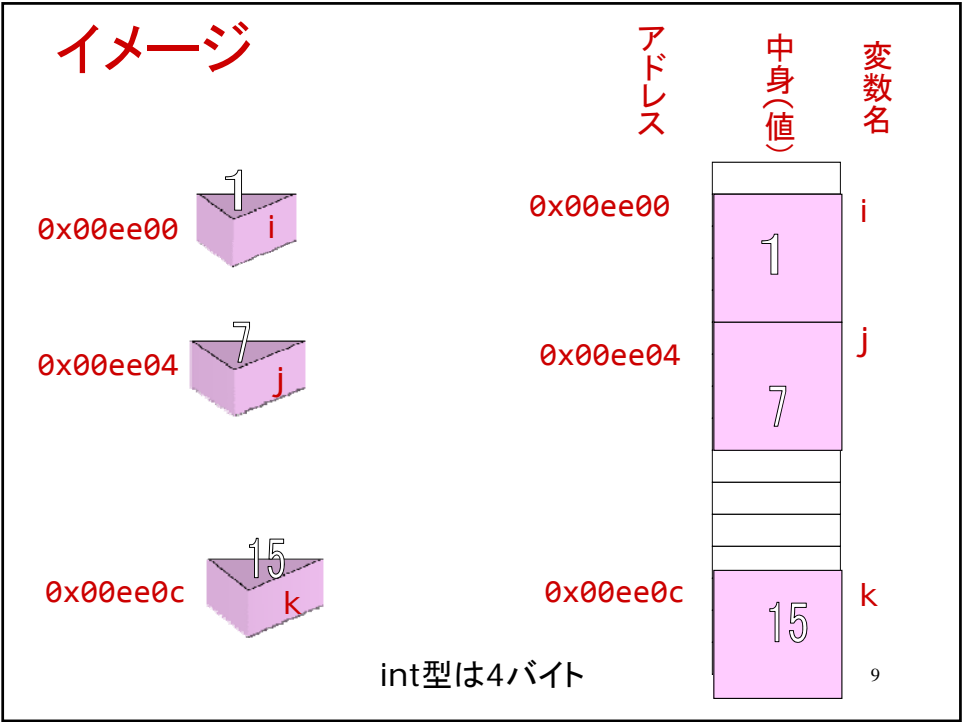 イメージ
アドレス
中身(値)
変数名
1
0x00ee00
i
0x00ee00
1
i
7
0x00ee04
j
0x00ee04
7
j
15
0x00ee0c
k
0x00ee0c
15
k
int型は4バイト
9